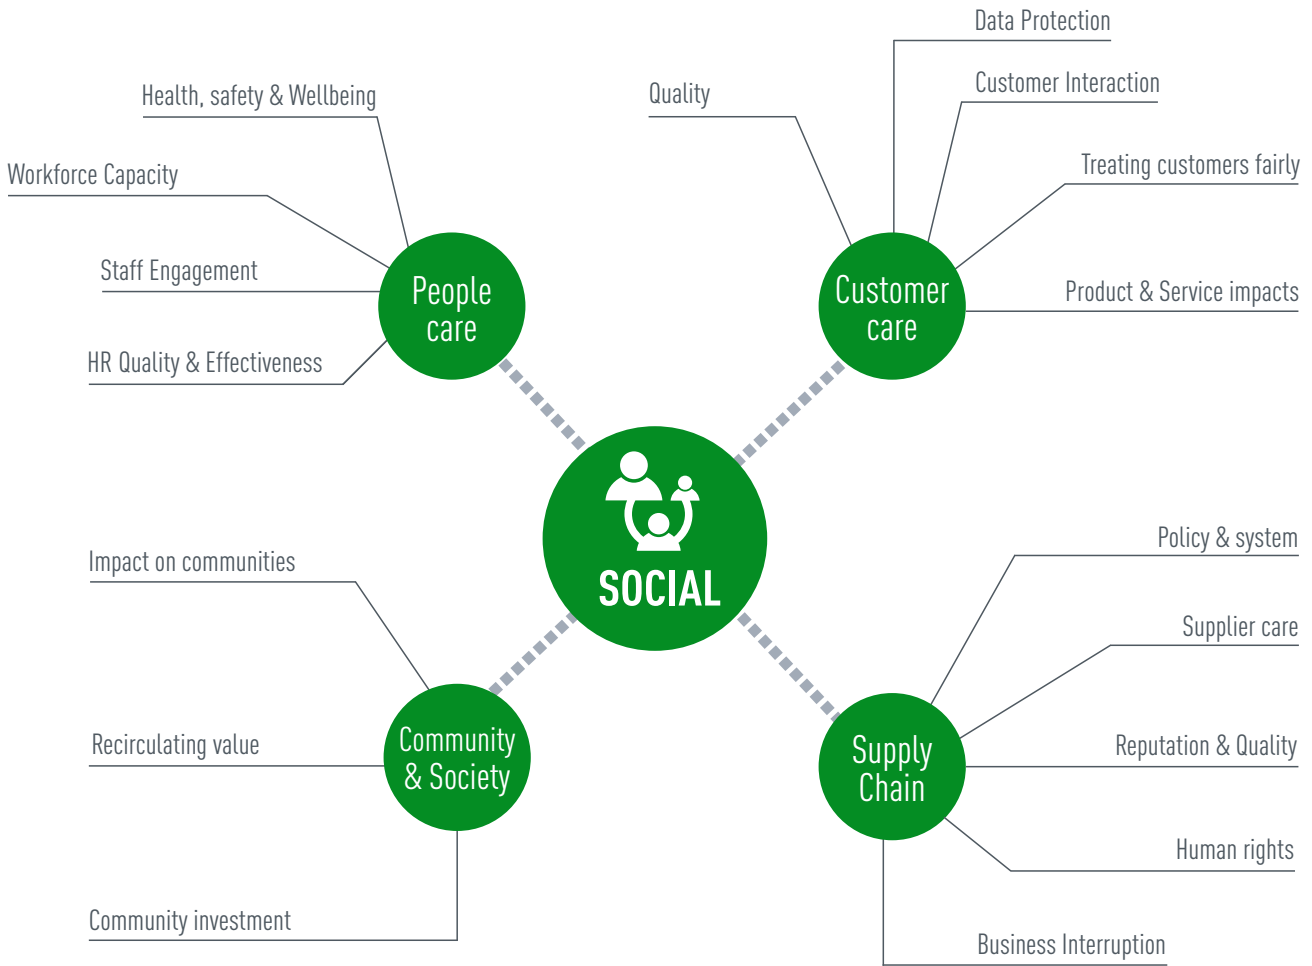 Data Protection
Customer Interaction
Quality
Treating customers fairly
Product & Service impacts
Customer
care
Health, safety & Wellbeing
Workforce Capacity
Staff Engagement
HR Quality & Effectiveness
People
care
SOCIAL
Impact on communities
Recirculating value
Community investment
Community
& Society
Policy & system
Supplier care
Reputation & Quality
Human rights
Business Interruption
Supply
Chain